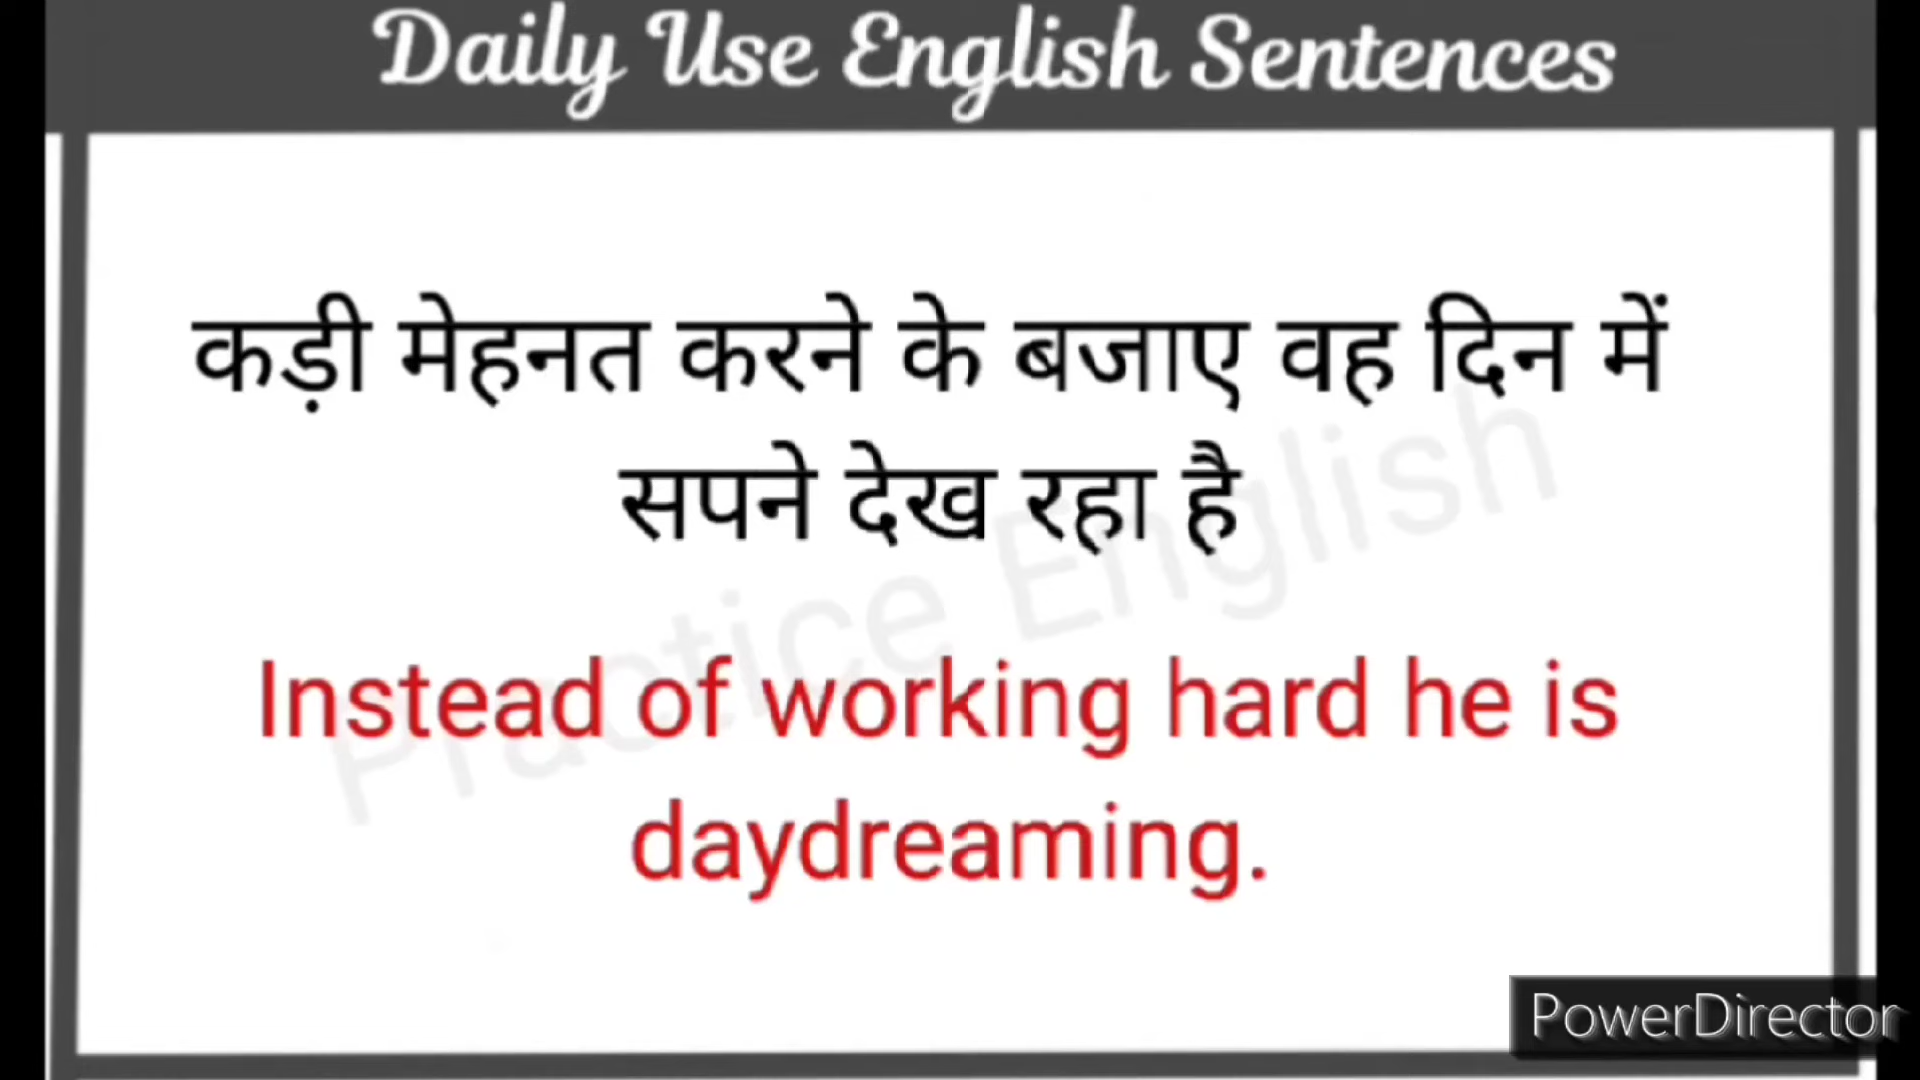 Daily Use English Sentences
कड़ी मेहनत करने के बजाए वह दिन में
सपने देख रहा है
Practice English
Instead of working hard he is
daydreaming.
PowerDirector